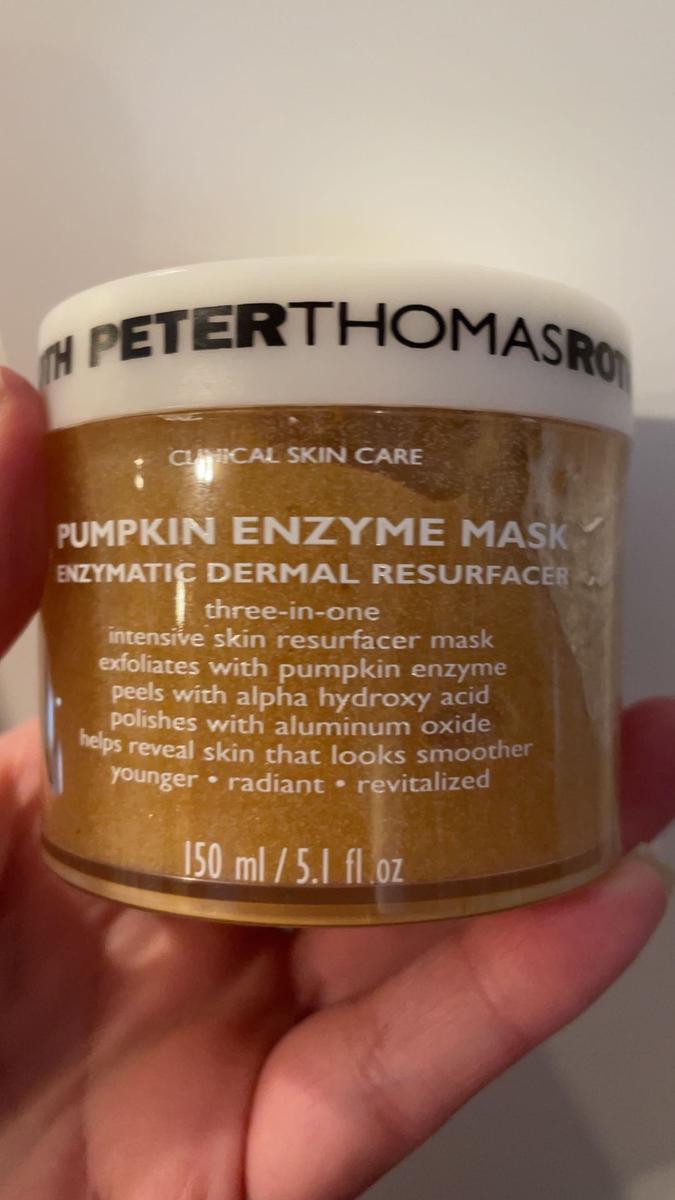 TH PETERTHOMASROT
CLINICAL SKIN CARE
PUMPKIN ENZYME MASK
ENZYMATIC DERMAL RESURFACER
three-in-one
intensive skin resurfacer mask
exfoliates with pumpkin enzyme
peels with alpha hydroxy acid
polishes with aluminum oxide
helps reveal skin that looks smoother
younger • radiant • revitalized
150 ml / 5.1 fl oz